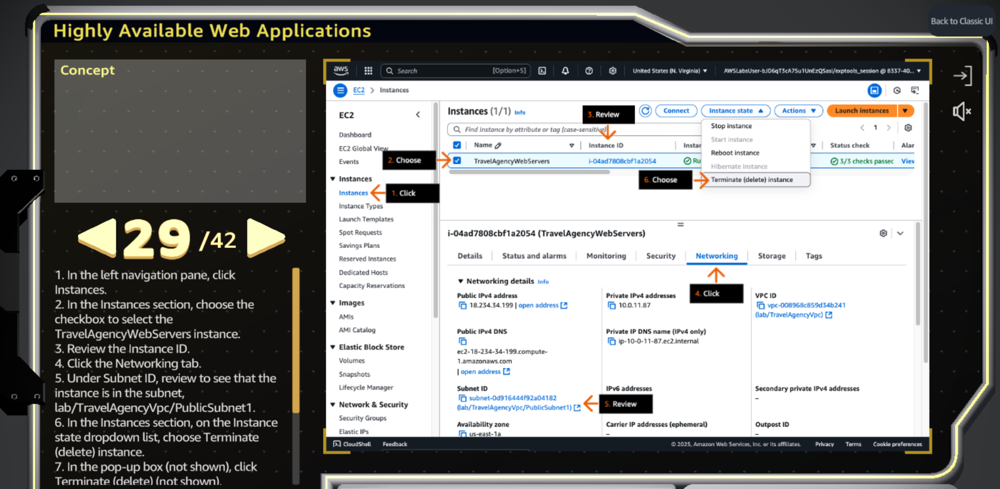 Highly Available Web Applications
Back to Classic UI
Concept
29 /42
1. In the left navigation pane, click
Instances.
2. In the Instances section, choose the
checkbox to select the
TravelAgencyWebServers instance.
3. Review the Instance ID.
4. Click the Networking tab.
5. Under Subnet ID, review to see that the
instance is in the subnet,
lab/TravelAgencyVpc/PublicSubnet1.
6. In the Instances section, on the Instance
state dropdown list, choose Terminate
(delete) instance.
7. In the pop-up box (not shown), click
Terminate (delete) (not shown).
aws
Search [Option+S]
United States (N. Virginia)
AWSLabsUser-bJD6qT3cA75u1UnEzQSasi/exptools_session @ 8337-40...
EC2 > Instances
EC2
Dashboard
EC2 Global View
Events
Instances
Instances
Instance Types
Launch Templates
Spot Requests
Savings Plans
Reserved Instances
Dedicated Hosts
Capacity Reservations
Images
AMIs
AMI Catalog
Elastic Block Store
Volumes
Snapshots
Lifecycle Manager
Network & Security
Security Groups
Elastic IPs
1. Click
2. Choose
Instances (1/1) Info
3. Review
Connect
Instance state
Actions
Launch instances
Find Instance by attribute or tag (case-sensitive)
1
Name
Instance ID
Instar
Status check
Alar
TravelAgencyWebServers
i-04ad7808cbf1a2054
Ru
3/3 checks passec
View
Stop instance
Start instance
Reboot instance
Hibernate instance
Terminate (delete) instance
6. Choose
i-04ad7808cbf1a2054 (TravelAgencyWebServers)
Details
Status and alarms
Monitoring
Security
Networking
Storage
Tags
4. Click
Networking details Info
Public IPv4 address
18.234.34.199 | open address
Private IPv4 addresses
10.0.11.87
VPC ID
vpc-008968c859d34b241
(lab/TravelAgencyVpc)
Public IPv4 DNS
ec2-18-234-34-199.compute-
1.amazonaws.com
| open address
Private IP DNS name (IPv4 only)
ip-10-0-11-87.ec2.internal
Subnet ID
subnet-0d916444f92a04182
(lab/TravelAgencyVpc/PublicSubnet1)
5. Review
IPv6 addresses
–
Secondary private IPv4 addresses
–
Availability zone
us-east-1a
Carrier IP addresses (ephemeral)
–
Outpost ID
–
CloudShell
Feedback
© 2025, Amazon Web Services, Inc. or its affiliates.
Privacy
Terms
Cookie preferences